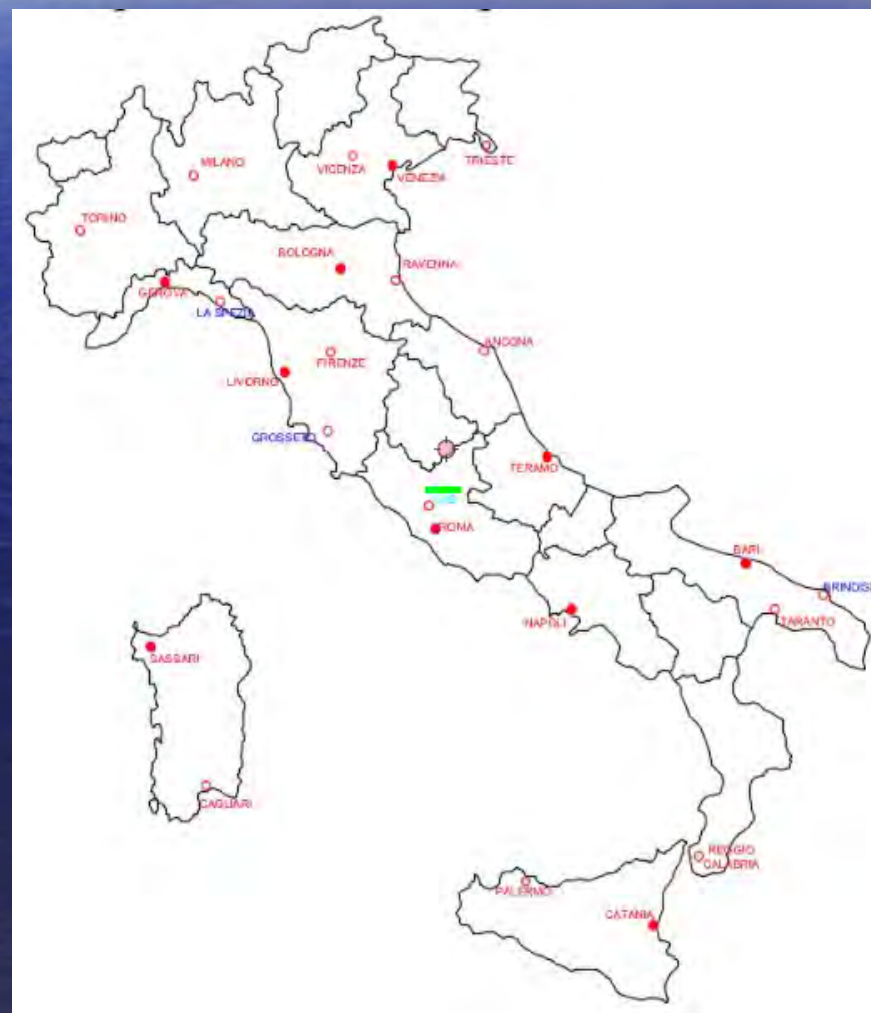 MILANO
VICENZA
VENEZIA
TRIESTE
TORINO
BOLOGNA
RAVENNA
GENOVA
LA SPEZIA
ANCONA
FIRENZE
LIVORNO
GROSSETO
TERAMO
ROMA
BARI
BRINDISI
NAPOLI
TARANTO
SASSARI
CAGLIARI
REGGIO
CALABRIA
PALERMO
CATANIA